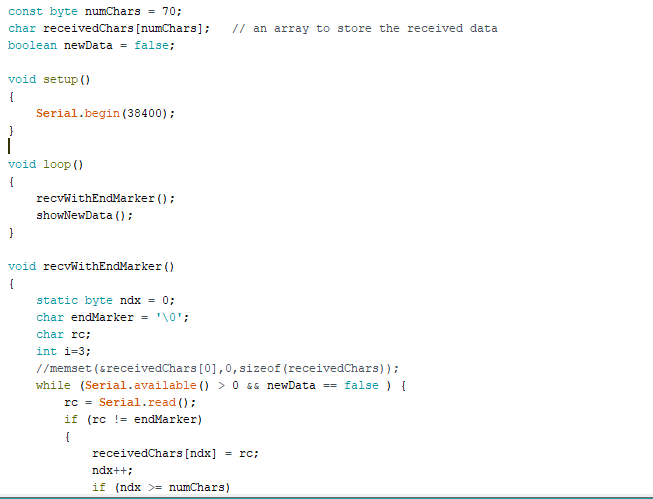 const byte numChars = 70;
char receivedChars[numChars];   // an array to store the received data
boolean newData = false;

void setup()
{
    Serial.begin(38400);
}

void loop()
{
    recvWithEndMarker();
    showNewData();
}

void recvWithEndMarker()
{
    static byte ndx = 0;
    char endMarker = '\0';
    char rc;
    int i=3;
    //memset(&receivedChars[0],0,sizeof(receivedChars));
    while (Serial.available() > 0 && newData == false ) {
        rc = Serial.read();
        if (rc != endMarker)
        {
            receivedChars[ndx] = rc;
            ndx++;
            if (ndx >= numChars)